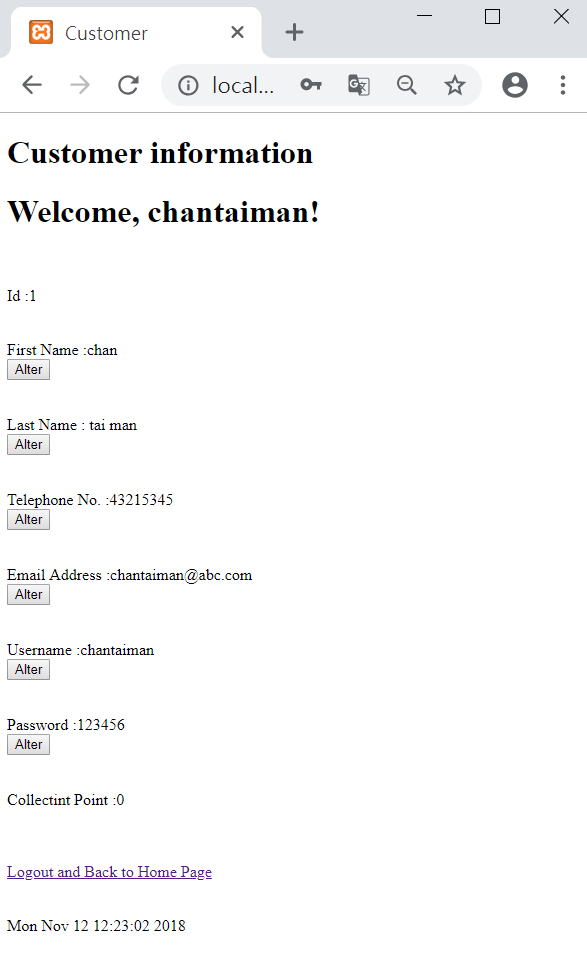 Customer
local...
Customer information
Welcome, chantaiman!
Id :1
First Name :chan
Alter
Last Name : tai man
Alter
Telephone No. :43215345
Alter
Email Address :chantaiman@abc.com
Alter
Username :chantaiman
Alter
Password :123456
Alter
Collectint Point :0
Logout and Back to Home Page
Mon Nov 12 12:23:02 2018